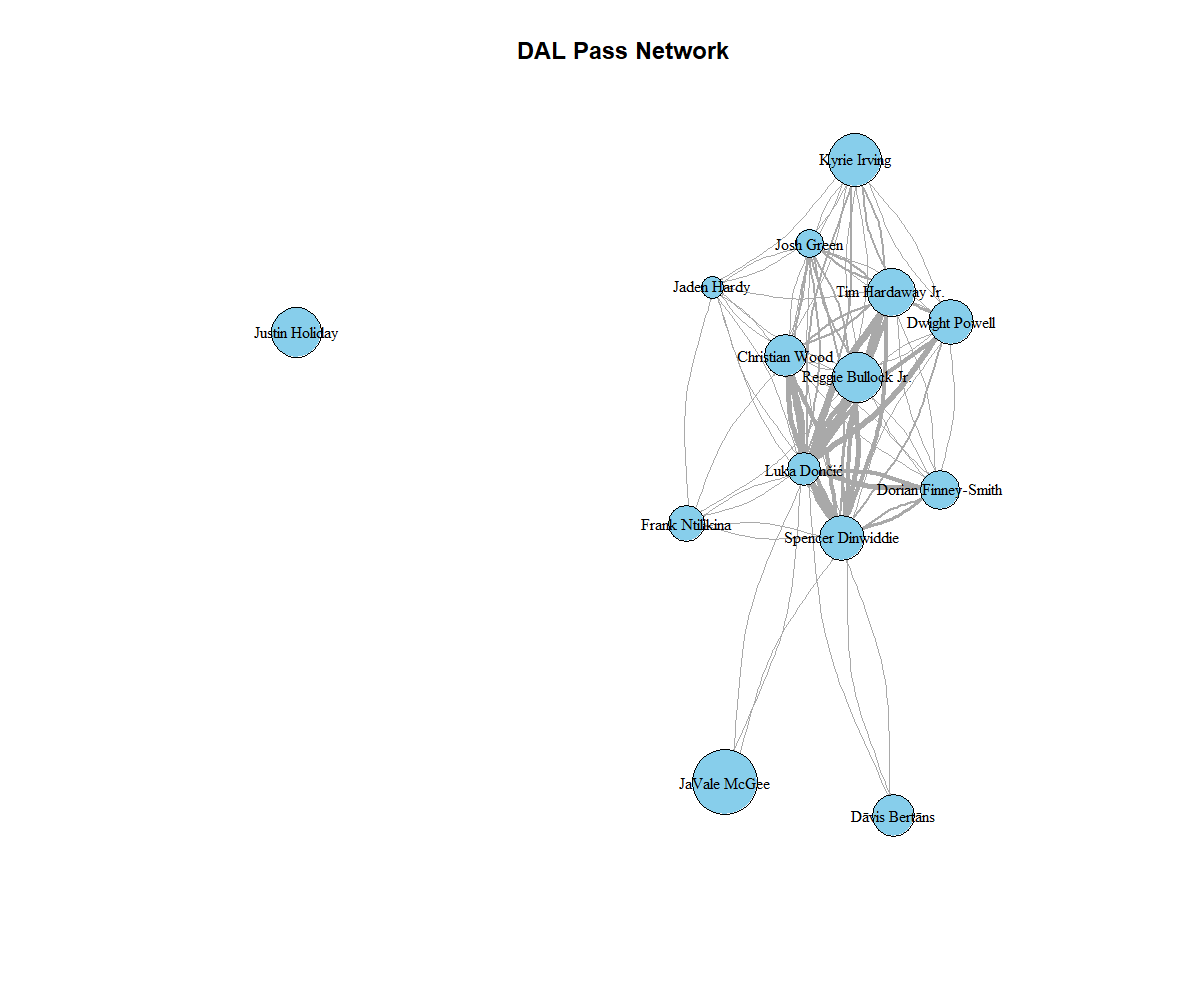 DAL Pass Network
Kyrie Irving
Josh Green
Jaden Hardy
Tim Hardaway Jr.
Dwight Powell
Justin Holiday
Christian Wood
Reggie Bullock Jr.
Luka Dončić
Dorian Finney-Smith
Frank Ntilikina
Spencer Dinwiddie
JaVale McGee
Dāvis Bertāns